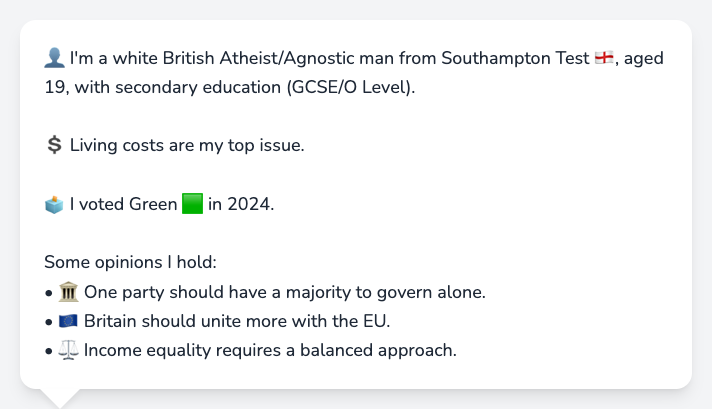 👤 I'm a white British Atheist/Agnostic man from Southampton Test 🏴󠁧󠁢󠁥󠁮󠁧󠁿, aged
19, with secondary education (GCSE/O Level).
💲 Living costs are my top issue.
🗳️ I voted Green 🟩 in 2024.
Some opinions I hold:
• 🏛️ One party should have a majority to govern alone.
• 🇪🇺 Britain should unite more with the EU.
• ⚖️ Income equality requires a balanced approach.